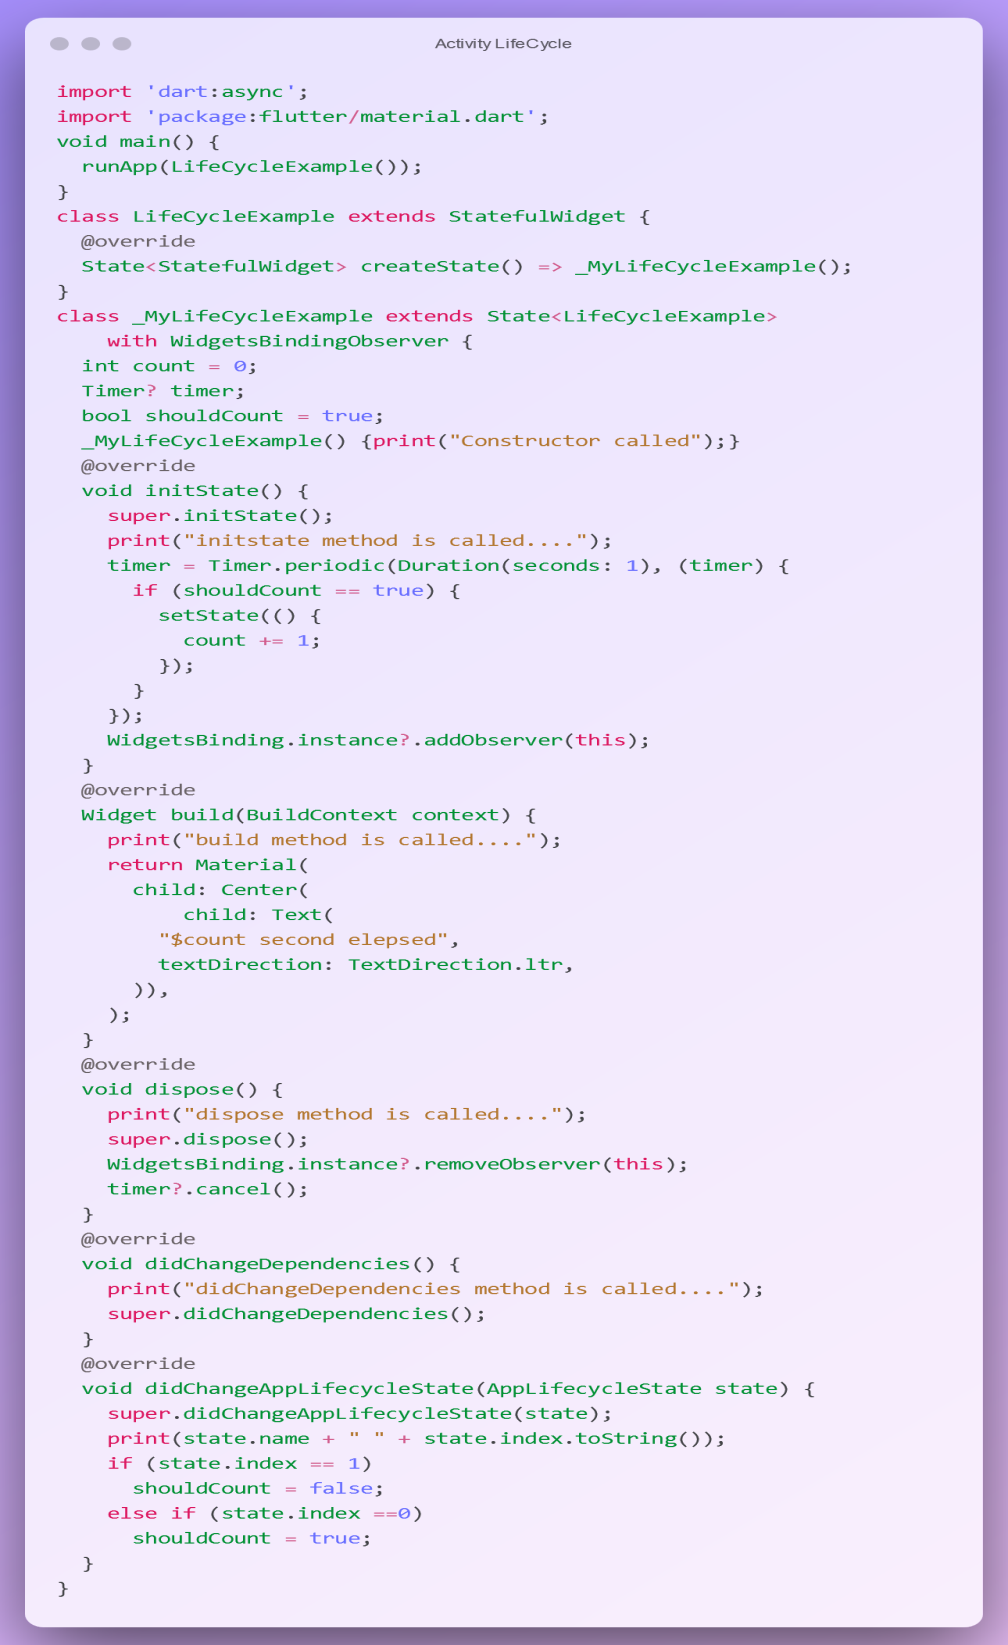 Activity LifeCycle
import 'dart:async';
import 'package:flutter/material.dart';
void main() {
  runApp(LifeCycleExample());
}
class LifeCycleExample extends StatefulWidget {
  @override
  State<StatefulWidget> createState() => _MyLifeCycleExample();
}
class _MyLifeCycleExample extends State<LifeCycleExample>
    with WidgetsBindingObserver {
  int count = 0;
  Timer? timer;
  bool shouldCount = true;
  _MyLifeCycleExample() {print("Constructor called");}
  @override
  void initState() {
    super.initState();
    print("initstate method is called....");
    timer = Timer.periodic(Duration(seconds: 1), (timer) {
      if (shouldCount == true) {
        setState(() {
          count += 1;
        });
      }
    });
    WidgetsBinding.instance?.addObserver(this);
  }
  @override
  Widget build(BuildContext context) {
    print("build method is called....");
    return Material(
      child: Center(
          child: Text(
        "$count second elepsed",
        textDirection: TextDirection.ltr,
      )),
    );
  }
  @override
  void dispose() {
    print("dispose method is called....");
    super.dispose();
    WidgetsBinding.instance?.removeObserver(this);
    timer?.cancel();
  }
  @override
  void didChangeDependencies() {
    print("didChangeDependencies method is called....");
    super.didChangeDependencies();
  }
  @override
  void didChangeAppLifecycleState(AppLifecycleState state) {
    super.didChangeAppLifecycleState(state);
    print(state.name + " " + state.index.toString());
    if (state.index == 1)
      shouldCount = false;
    else if (state.index ==0)
      shouldCount = true;
  }
}